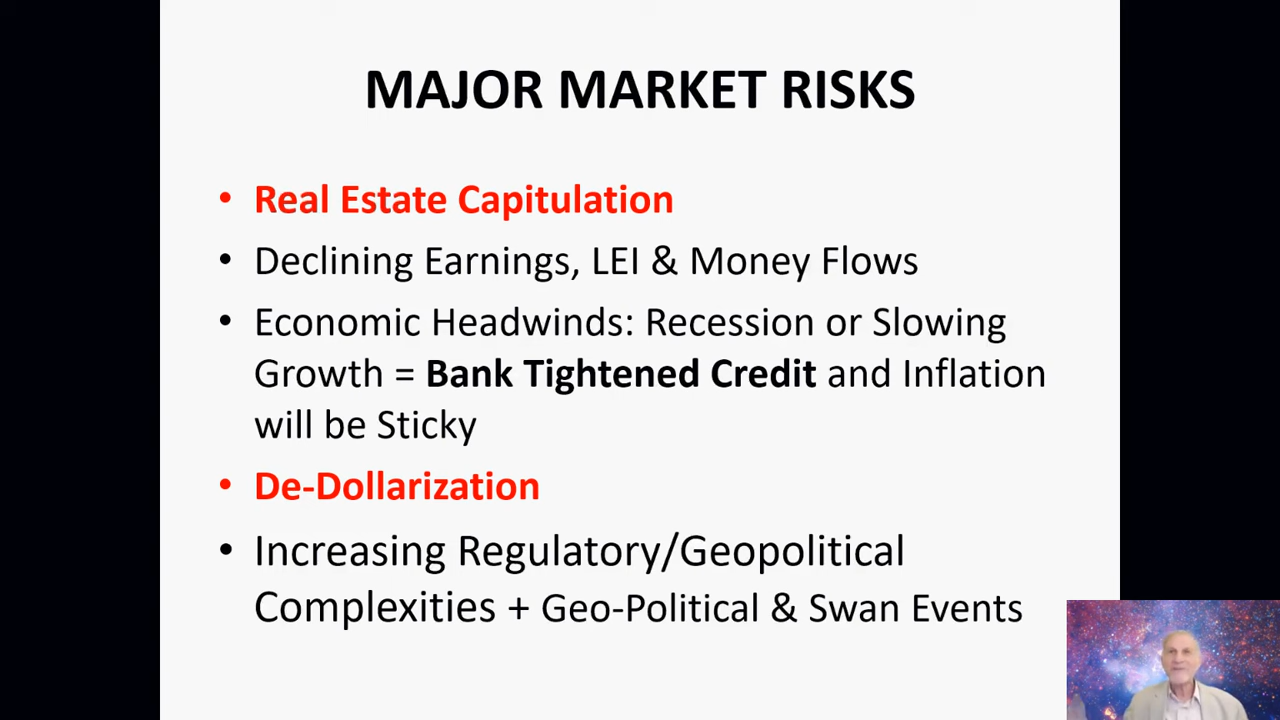 MAJOR MARKET RISKS
• Real Estate Capitulation
• Declining Earnings, LEI & Money Flows
• Economic Headwinds: Recession or Slowing
Growth = Bank Tightened Credit and Inflation
will be Sticky
• De-Dollarization
• Increasing Regulatory/Geopolitical
Complexities + Geo-Political & Swan Events